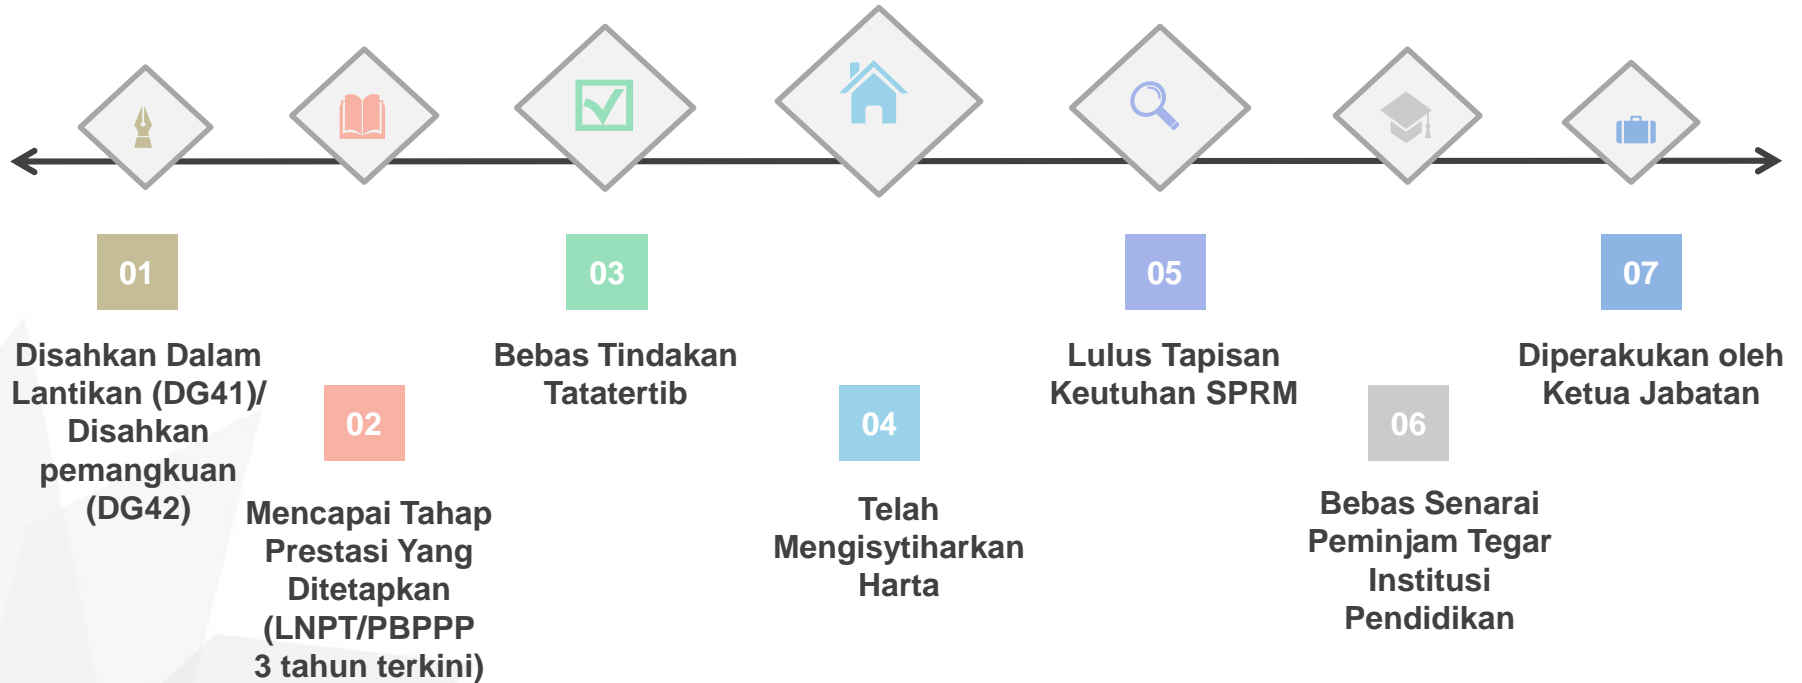 01
Disahkan Dalam
Lantikan (DG41)/
Disahkan
pemangkuan
(DG42)
02
Mencapai Tahap
Prestasi Yang
Ditetapkan
(LNPT/PBPPP
3 tahun terkini)
03
Bebas Tindakan
Tatatertib
04
Telah
Mengisytiharkan
Harta
05
Lulus Tapisan
Keutuhan SPRM
06
Bebas Senarai
Peminjam Tegar
Institusi
Pendidikan
07
Diperakukan oleh
Ketua Jabatan